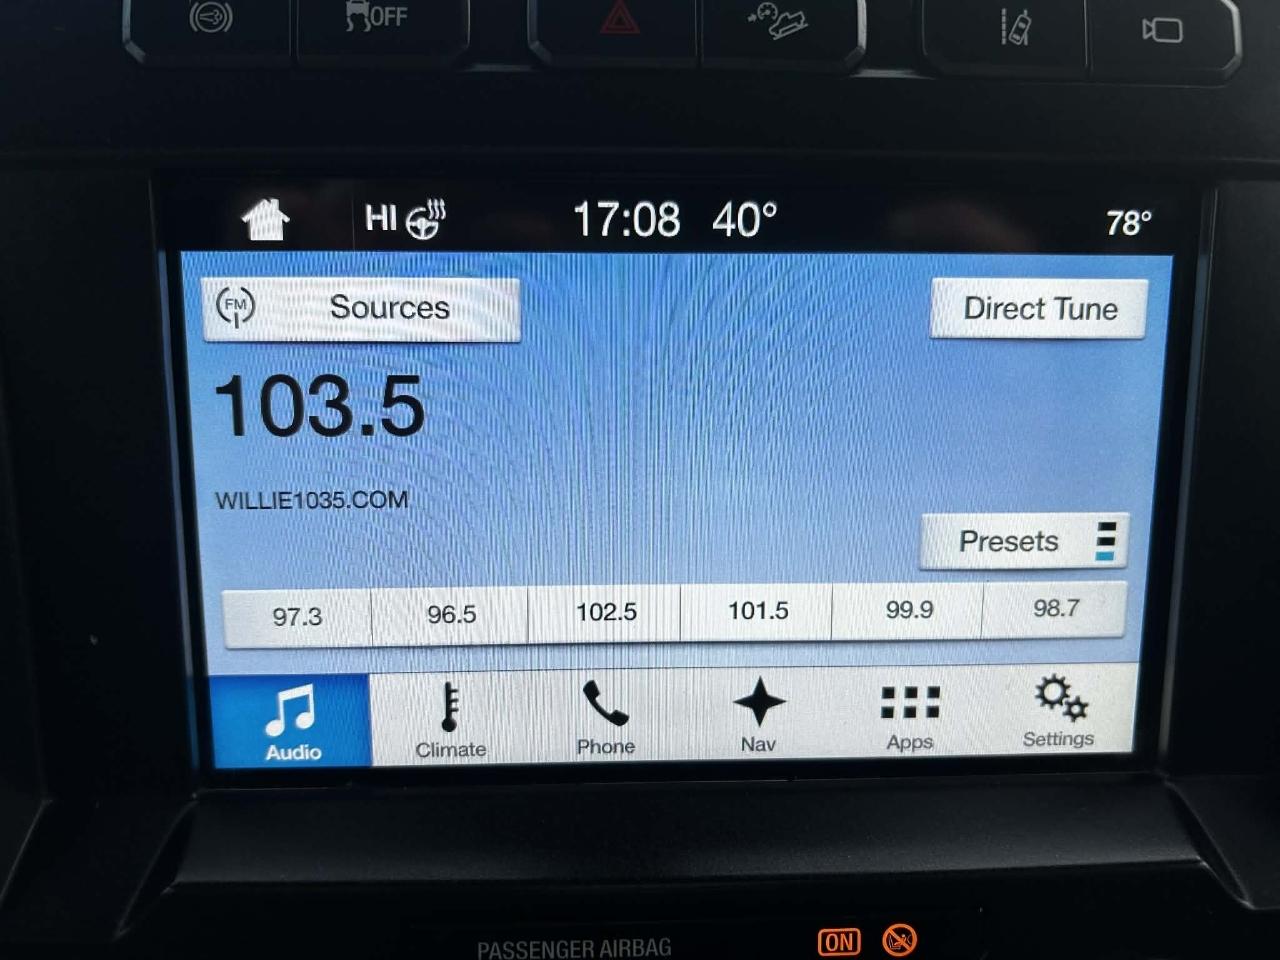 OFF
HI 17:08 40° 78°
FM Sources Direct Tune
103.5
WILLIE1035.COM
Presets
97.3 96.5 102.5 101.5 99.9 98.7
Audio Climate Phone Nav Apps Settings
PASSENGER AIRBAG ON